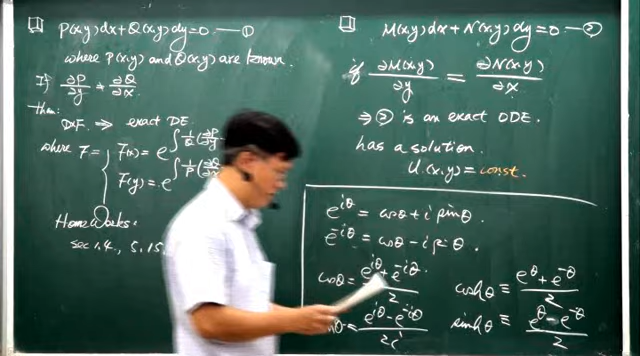 ☐ P(x,y)dx + Q(x,y)dy = 0 —①
where P(x,y) and Q(x,y) are known.
If ∂P/∂y ≠ ∂Q/∂x
then
⇒ exact DE.
where F = { F(x) = e^∫ 1/Q (∂P/∂y
F(y) = e^∫ 1/P (∂Q/∂x
HomeWorks:
sec 1.4, 5, 15,
☐ M(x,y)dx + N(x,y)dy = 0 —②
if ∂M(x,y)/∂y = ∂N(x,y)/∂x
⇒ ② is an exact ODE.
has a solution.
U(x,y) = const.
e^{iθ} = cosθ + i sinθ.
e^{-iθ} = cosθ - i sinθ.
cosθ = (e^{iθ} + e^{-iθ})/2
θ = (e^{iθ} - e^{-iθ})/2i
coshθ ≡ (e^θ + e^{-θ})/2
sinhθ ≡ (e^θ - e^{-θ})/2